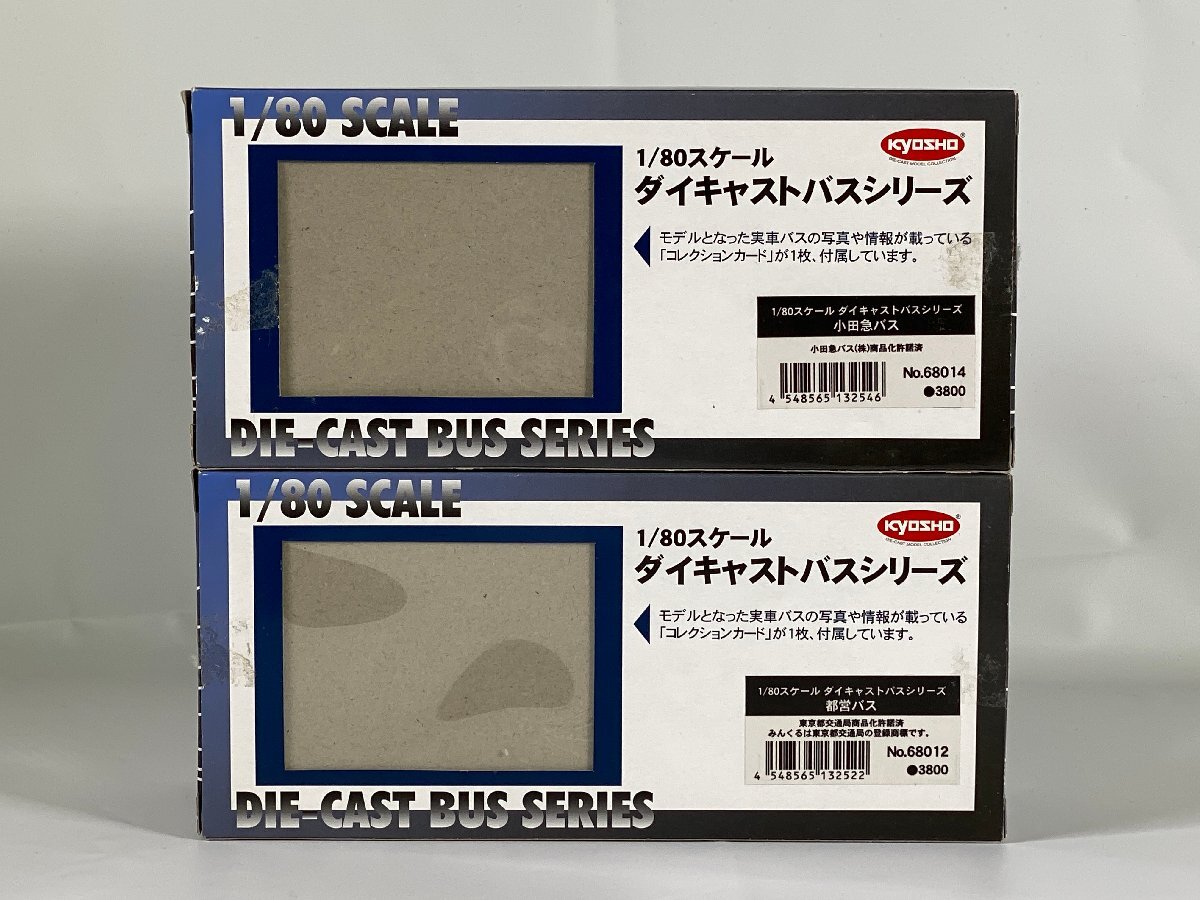 1/80 SCALE
KYOSHO
DIE-CAST MODEL COLLECTION
1/80スケール
ダイキャストバスシリーズ
モデルとなった実車バスの写真や情報が載っている
「コレクションカード」が1枚、付属しています。
1/80スケール ダイキャストバスシリーズ
小田急バス
小田急バス(株)商品化許諾済
No.68014
4 548565 132546
●3800
DIE-CAST BUS SERIES
1/80 SCALE
KYOSHO
DIE-CAST MODEL COLLECTION
1/80スケール
ダイキャストバスシリーズ
モデルとなった実車バスの写真や情報が載っている
「コレクションカード」が1枚、付属しています。
1/80スケール ダイキャストバスシリーズ
都営バス
東京都交通局商品化許諾済
みんくるは東京都交通局の登録商標です。
No.68012
4 548565 132522
●3800
DIE-CAST BUS SERIES